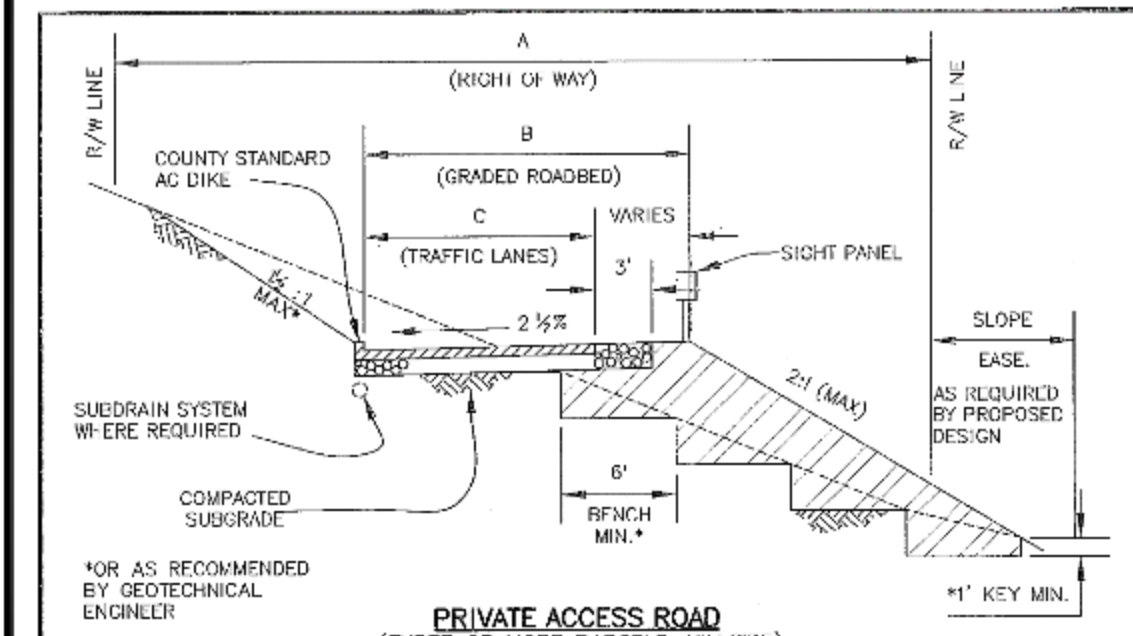 A
(RIGHT OF WAY)
R/W LINE
R/W LINE
B
(GRADED ROADBED)
COUNTY STANDARD
AC DIKE
C
VARIES
(TRAFFIC LANES)
3'
SIGHT PANEL
1½ : 1
MAX*
2 ½%
SLOPE
EASE.
AS REQUIRED
BY PROPOSED
DESIGN
2:1 (MAX)
SUBDRAIN SYSTEM
WHERE REQUIRED
6'
BENCH
MIN.*
COMPACTED
SUBGRADE
*OR AS RECOMMENDED
BY GEOTECHNICAL
ENGINEER
*1' KEY MIN.
PRIVATE ACCESS ROAD